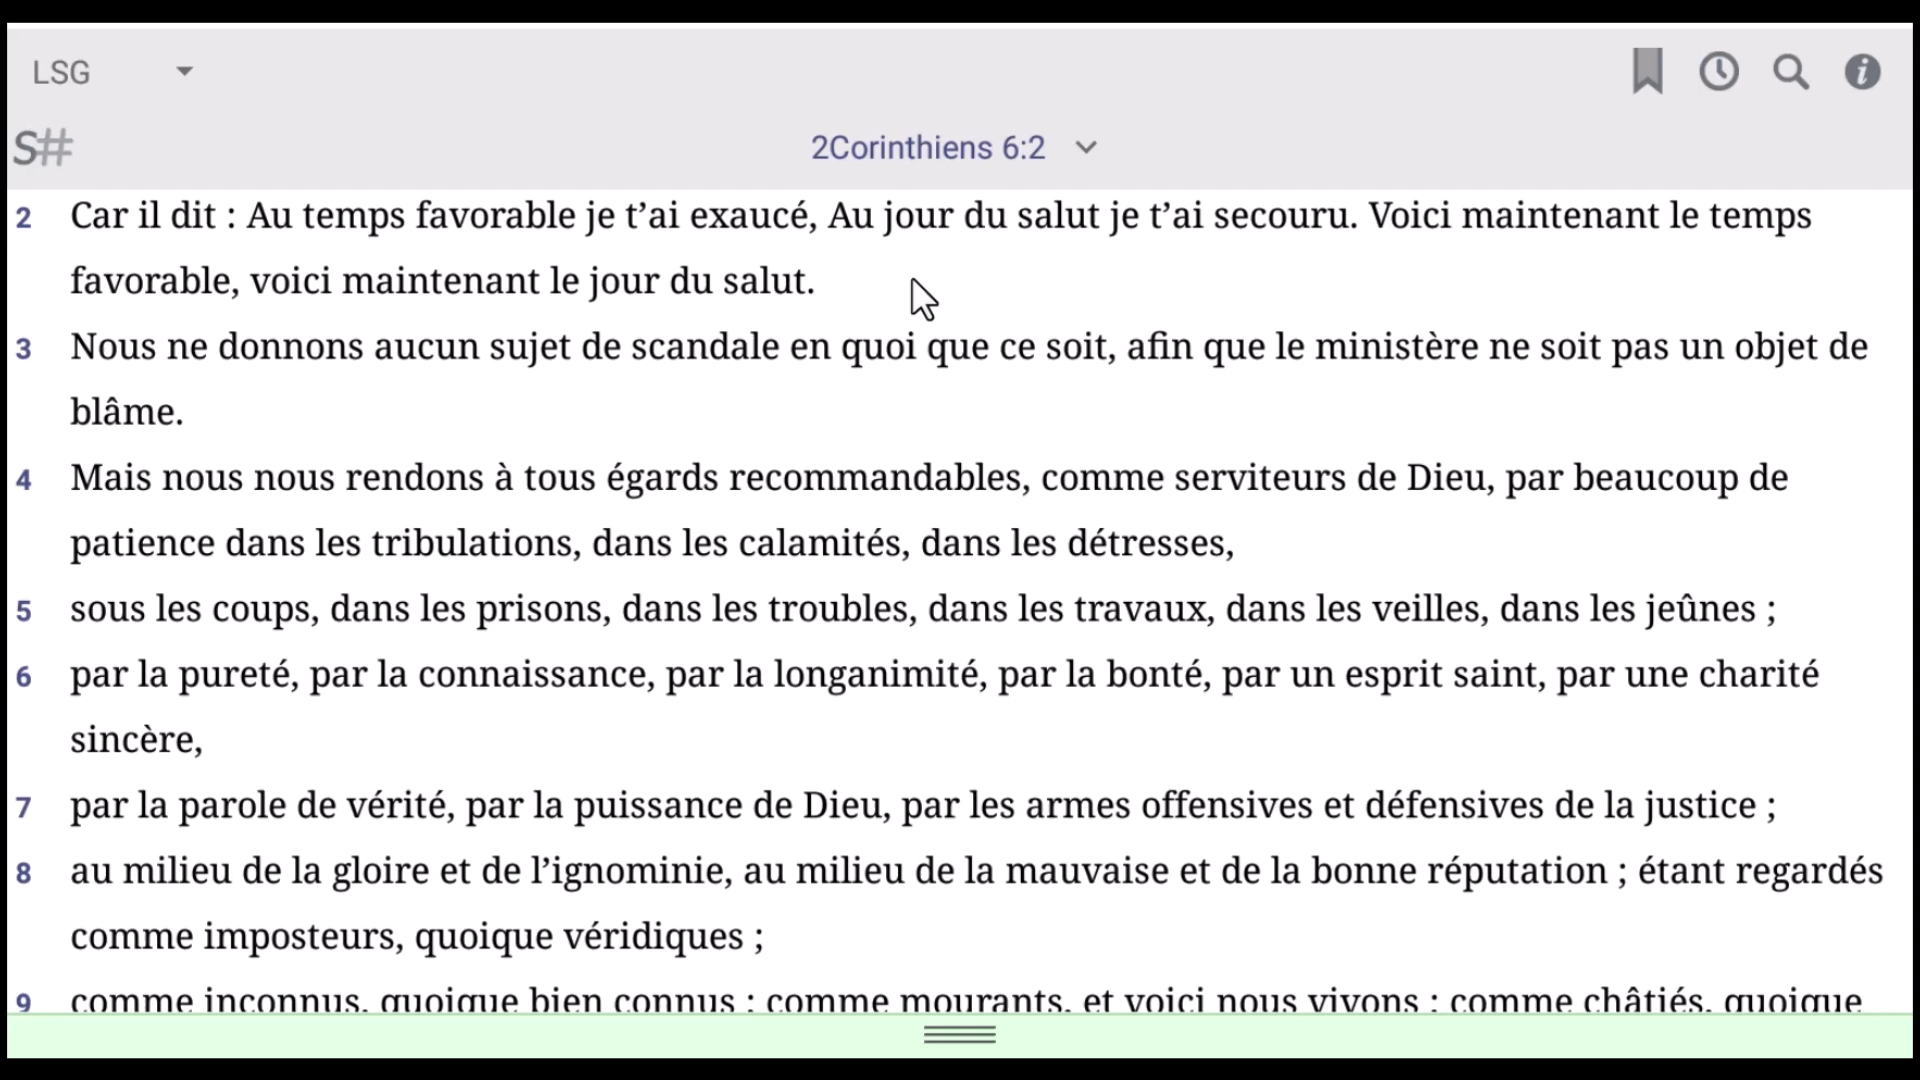 LSG
S#
2Corinthiens 6:2
2 Car il dit : Au temps favorable je t’ai exaucé, Au jour du salut je t’ai secouru. Voici maintenant le temps
favorable, voici maintenant le jour du salut.
3 Nous ne donnons aucun sujet de scandale en quoi que ce soit, afin que le ministère ne soit pas un objet de
blâme.
4 Mais nous nous rendons à tous égards recommandables, comme serviteurs de Dieu, par beaucoup de
patience dans les tribulations, dans les calamités, dans les détresses,
5 sous les coups, dans les prisons, dans les troubles, dans les travaux, dans les veilles, dans les jeûnes ;
6 par la pureté, par la connaissance, par la longanimité, par la bonté, par un esprit saint, par une charité
sincère,
7 par la parole de vérité, par la puissance de Dieu, par les armes offensives et défensives de la justice ;
8 au milieu de la gloire et de l’ignominie, au milieu de la mauvaise et de la bonne réputation ; étant regardés
comme imposteurs, quoique véridiques ;
9 comme inconnus, quoique bien connus ; comme mourants, et voici nous vivons ; comme châtiés, quoique